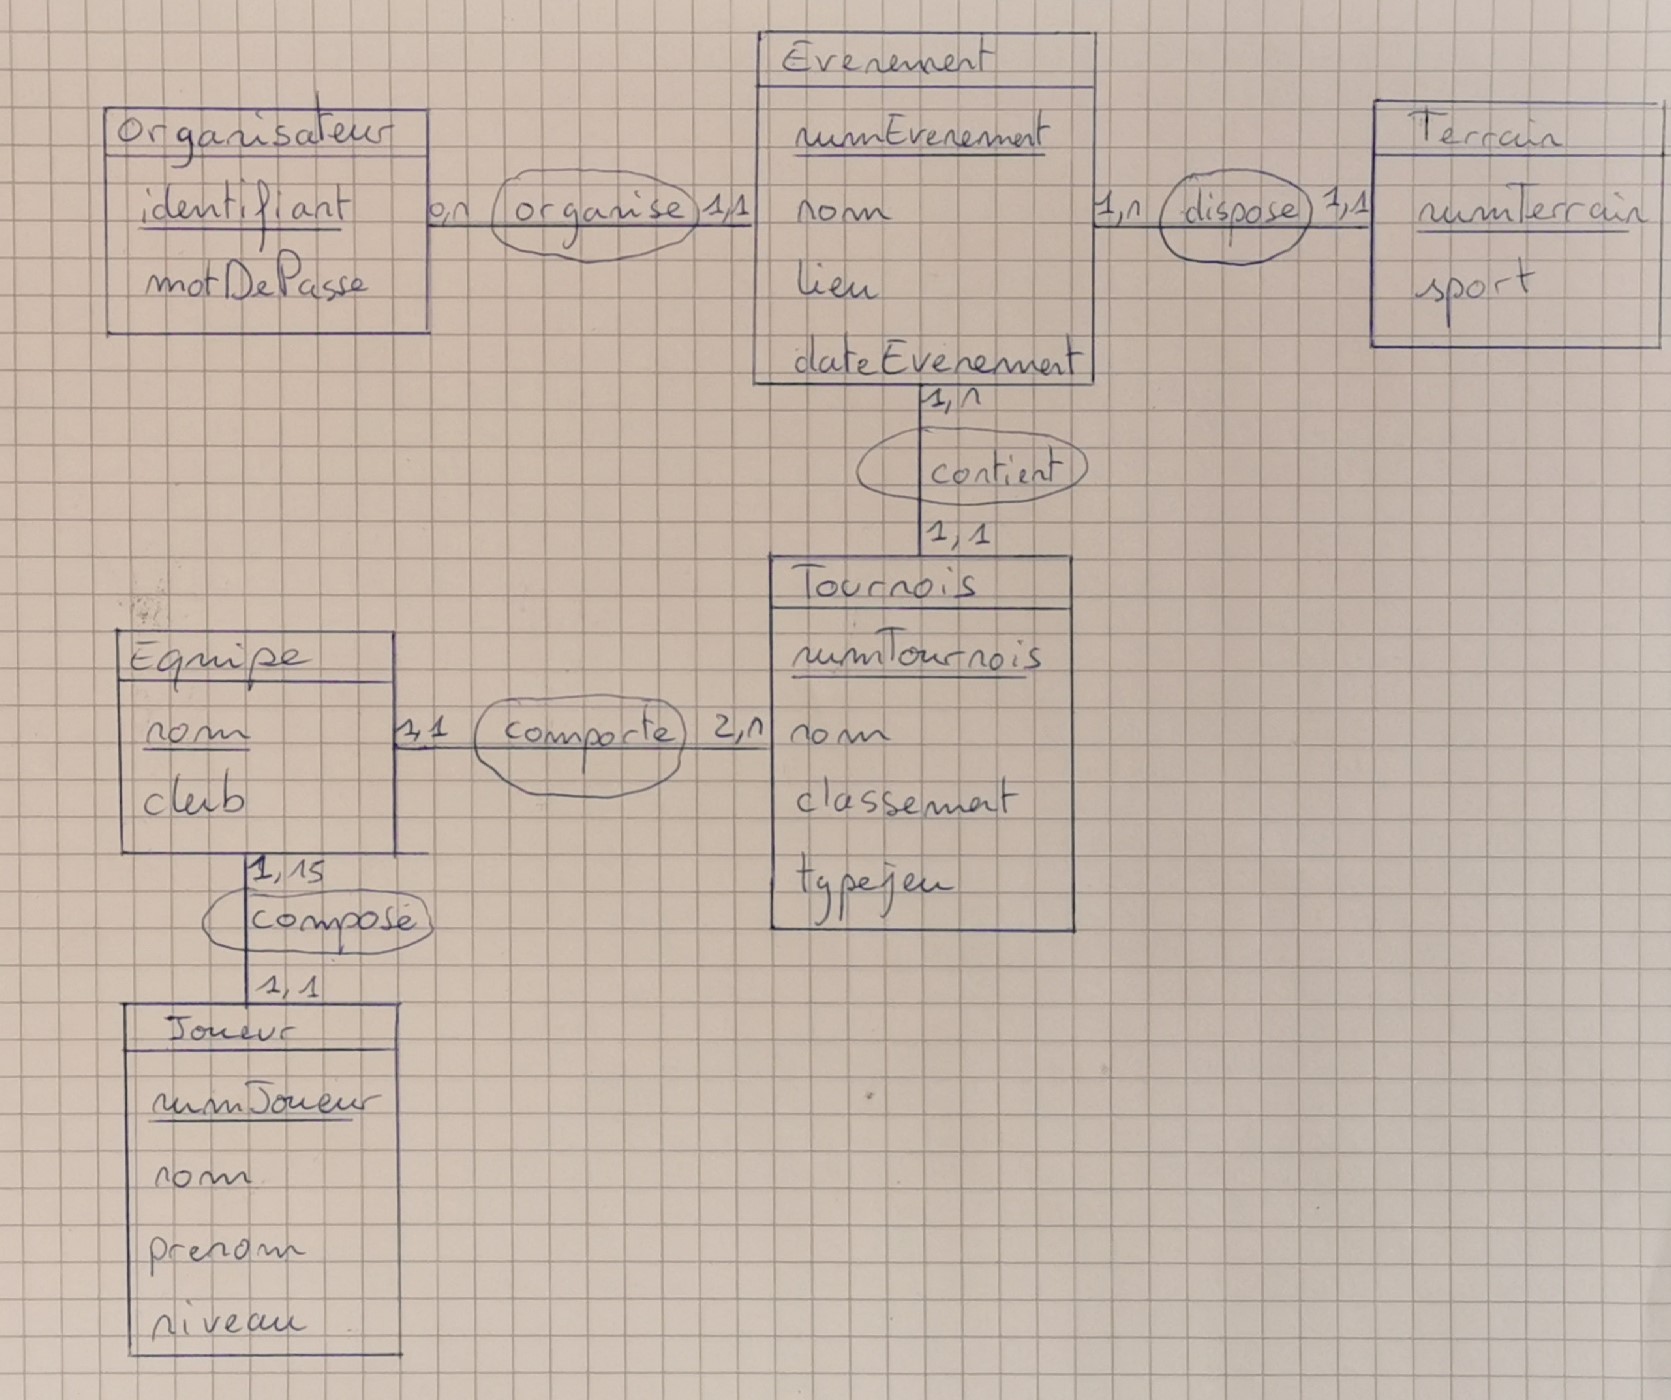 Organisateur
identifiant
motDePasse
0,n
organise
1,1
Evenement
numEvenement
nom
lieu
dateEvenement
1,n
dispose
1,1
Terrain
numTerrain
sport
1,n
contient
1,1
Tournois
numTournois
nom
classement
typejeu
Equipe
nom
club
1,1
comporte
2,n
1,15
composé
1,1
Joueur
numJoueur
nom
prenom
niveau